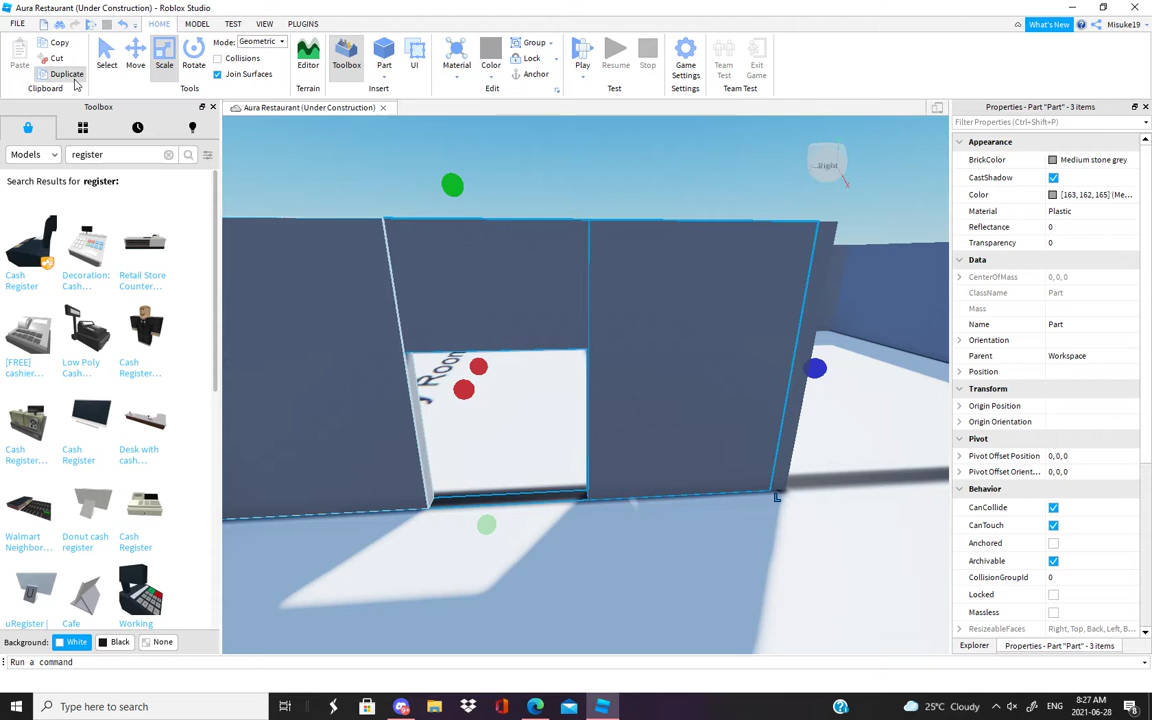 Aura Restaurant (Under Construction) - Roblox Studio
FILE HOME MODEL TEST VIEW PLUGINS What's New Misuke19
Paste Copy Cut Duplicate Clipboard
Select Move Scale Rotate Mode: Geometric Collisions Join Surfaces Tools
Editor Terrain
Toolbox Part UI Insert
Material Color Group Lock Anchor Edit
Play Resume Stop Test
Game Settings
Team Test Exit Game Team Test
Toolbox
Models register
Search Results for register:
Cash Register
Decoration: Cash...
Retail Store Counter...
[FREE] cashier...
Low Poly Cash...
Cash Register...
Cash Register...
Cash Register
Desk with cash...
Walmart Neighbor...
Donut cash register
Cash Register
uRegister |
Cafe
Working
Background: White Black None
Run a command
Aura Restaurant (Under Construction)
Room
Right
X
L
Properties - Part "Part" - 3 items
Filter Properties (Ctrl+Shift+P)
Appearance
BrickColor Medium stone grey
CastShadow
Color [163, 162, 165] (Me...
Material Plastic
Reflectance 0
Transparency 0
Data
CenterOfMass 0, 0, 0
ClassName Part
Mass
Name Part
Orientation
Parent Workspace
Position
Transform
Origin Position
Origin Orientation
Pivot
Pivot Offset Position 0, 0, 0
Pivot Offset Orient... 0, 0, 0
Behavior
CanCollide
CanTouch
Anchored
Archivable
CollisionGroupId 0
Locked
Massless
ResizeableFaces Right, Top, Back, Left, B...
Explorer Properties - Part "Part" - 3 items
Type here to search
25°C Cloudy ENG 8:27 AM
2021-06-28 8